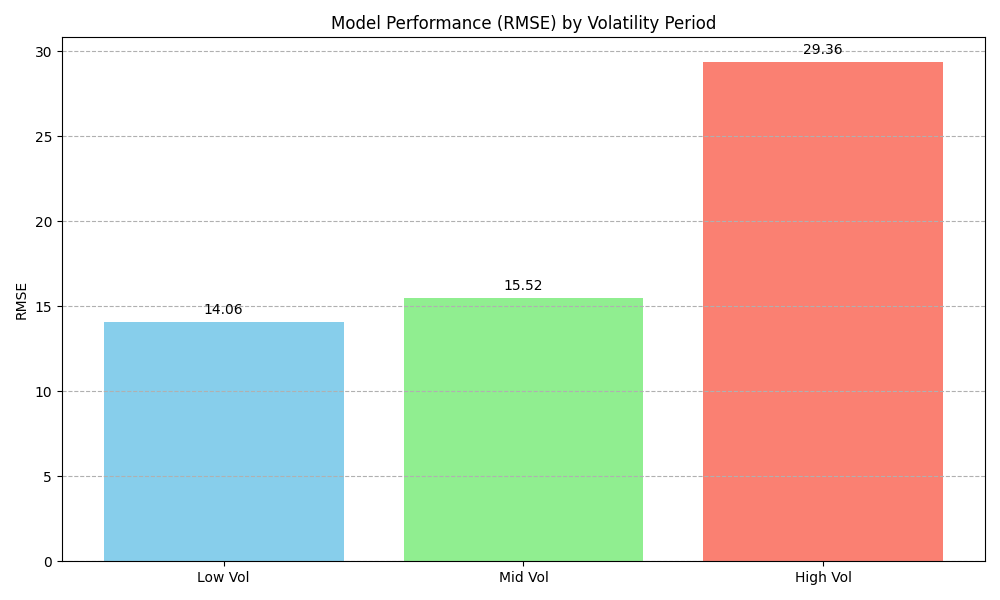 Model Performance (RMSE) by Volatility Period
30
25
20
15
10
5
0
RMSE
14.06
15.52
29.36
Low Vol
Mid Vol
High Vol